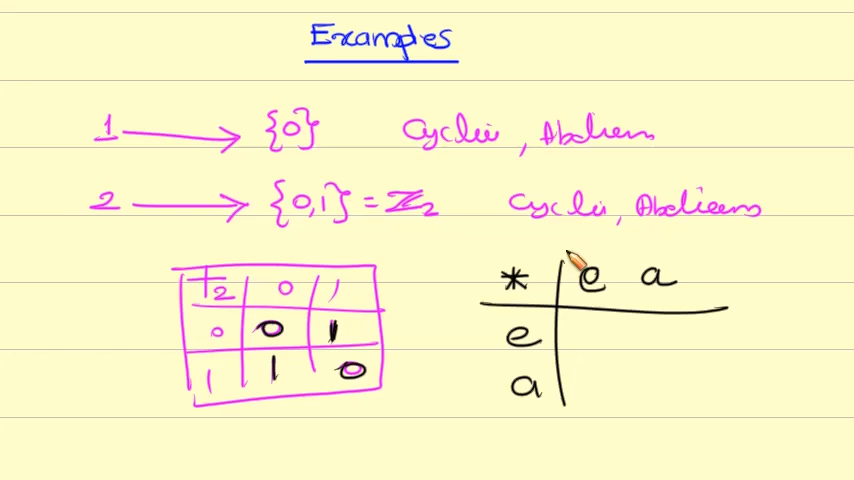 Examples
1 → {0} Cyclic, Abelian
2 → {0,1} = ℤ₂ Cyclic, Abelian
+₂ 0 1
0 0 1
1 1 0
* e a
e
a